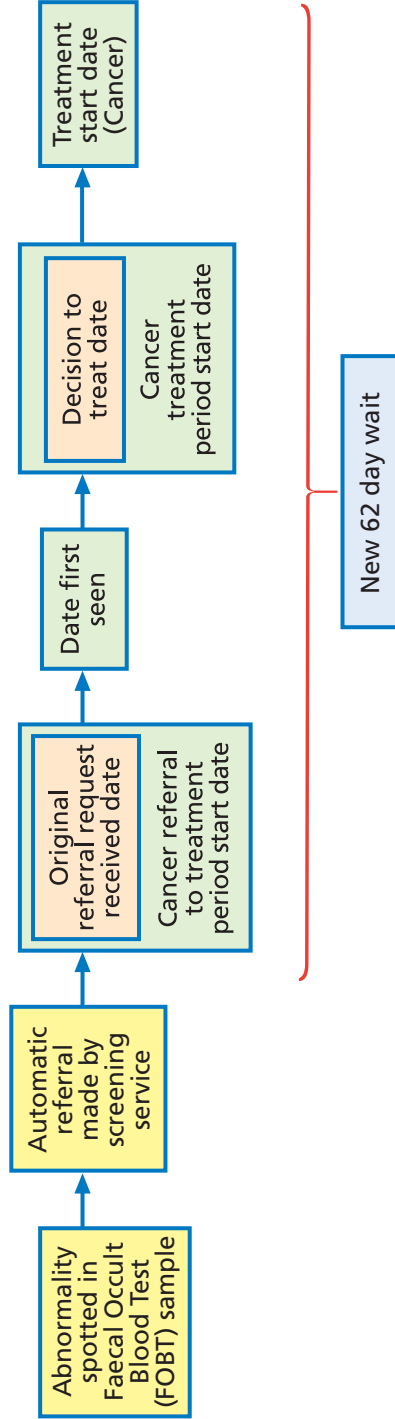 Abnormality
spotted in
Faecal Occult
Blood Test
(FOBT) sample
Automatic
referral
made by
screening
service
Original
referral request
received date
Cancer referral
to treatment
period start date
Date first
seen
Decision to
treat date
Cancer
treatment
period start date
Treatment
start date
(Cancer)
New 62 day wait